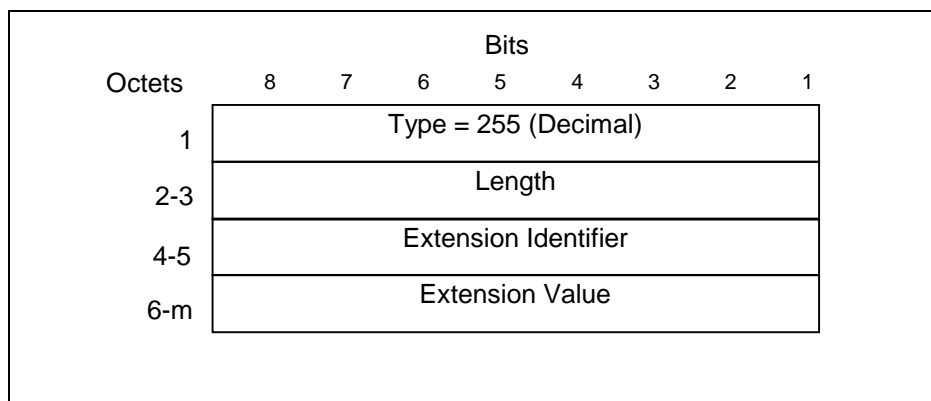 Bits
Octets 8 7 6 5 4 3 2 1
1 Type = 255 (Decimal)
2-3 Length
4-5 Extension Identifier
6-m Extension Value